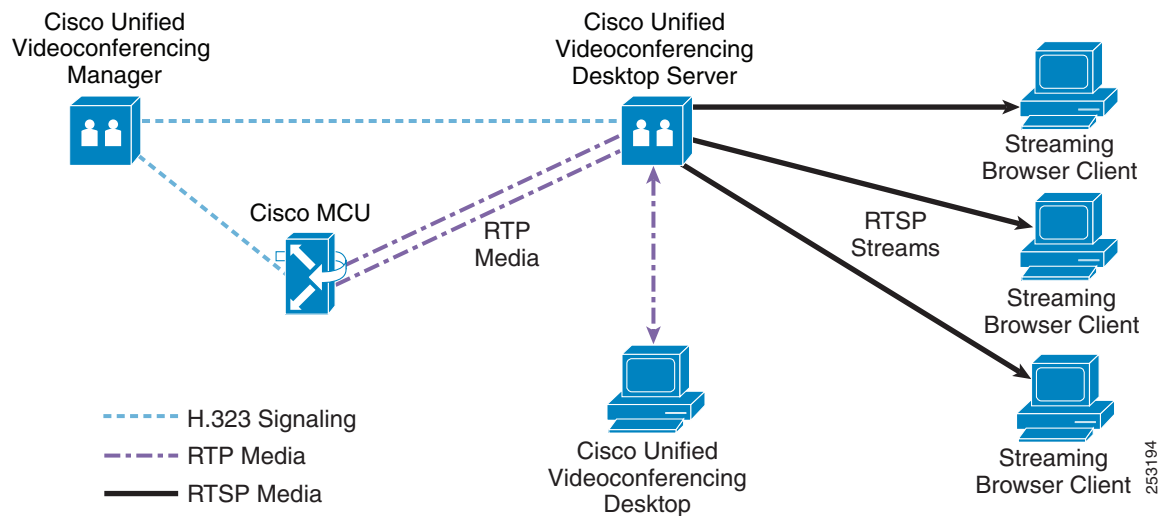 Cisco Unified
Videoconferencing
Manager
Cisco Unified
Videoconferencing
Desktop Server
Streaming
Browser Client
Cisco MCU
RTP
Media
RTSP
Streams
Streaming
Browser Client
H.323 Signaling
RTP Media
RTSP Media
Cisco Unified
Videoconferencing
Desktop
Streaming
Browser Client
253194